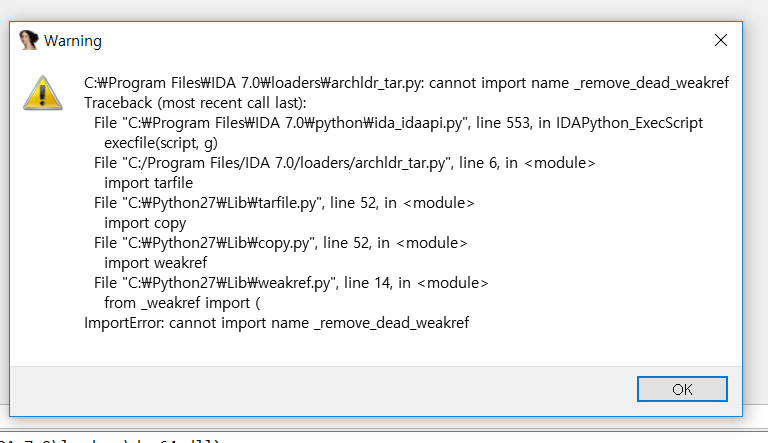 Warning
C:₩Program Files₩IDA 7.0₩loaders₩archldr_tar.py: cannot import name _remove_dead_weakref
Traceback (most recent call last):
File "C:₩Program Files₩IDA 7.0₩python₩ida_idaapi.py", line 553, in IDAPython_ExecScript
execfile(script, g)
File "C:/Program Files/IDA 7.0/loaders/archldr_tar.py", line 6, in <module>
import tarfile
File "C:₩Python27₩Lib₩tarfile.py", line 52, in <module>
import copy
File "C:₩Python27₩Lib₩copy.py", line 52, in <module>
import weakref
File "C:₩Python27₩Lib₩weakref.py", line 14, in <module>
from _weakref import (
ImportError: cannot import name _remove_dead_weakref
OK